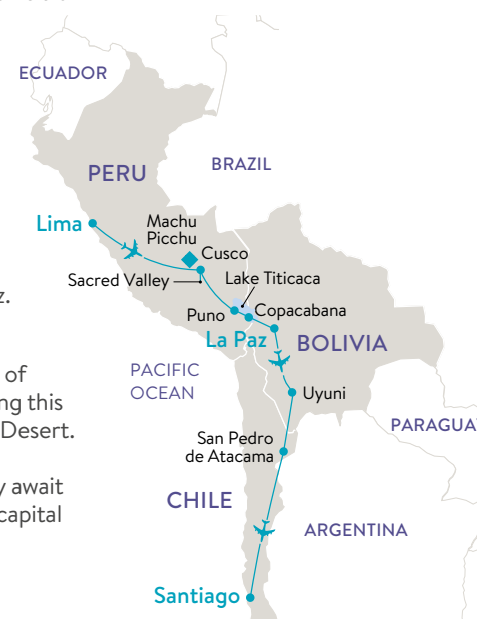 ECUADOR
PERU
BRAZIL
Lima
Machu
Picchu
Cusco
Sacred Valley
Lake Titicaca
z.
Puno
Copacabana
La Paz
BOLIVIA
PACIFIC
OCEAN
of
ng this
Desert.
Uyuni
PARAGUA
San Pedro
de Atacama
y await
capital
CHILE
ARGENTINA
Santiago